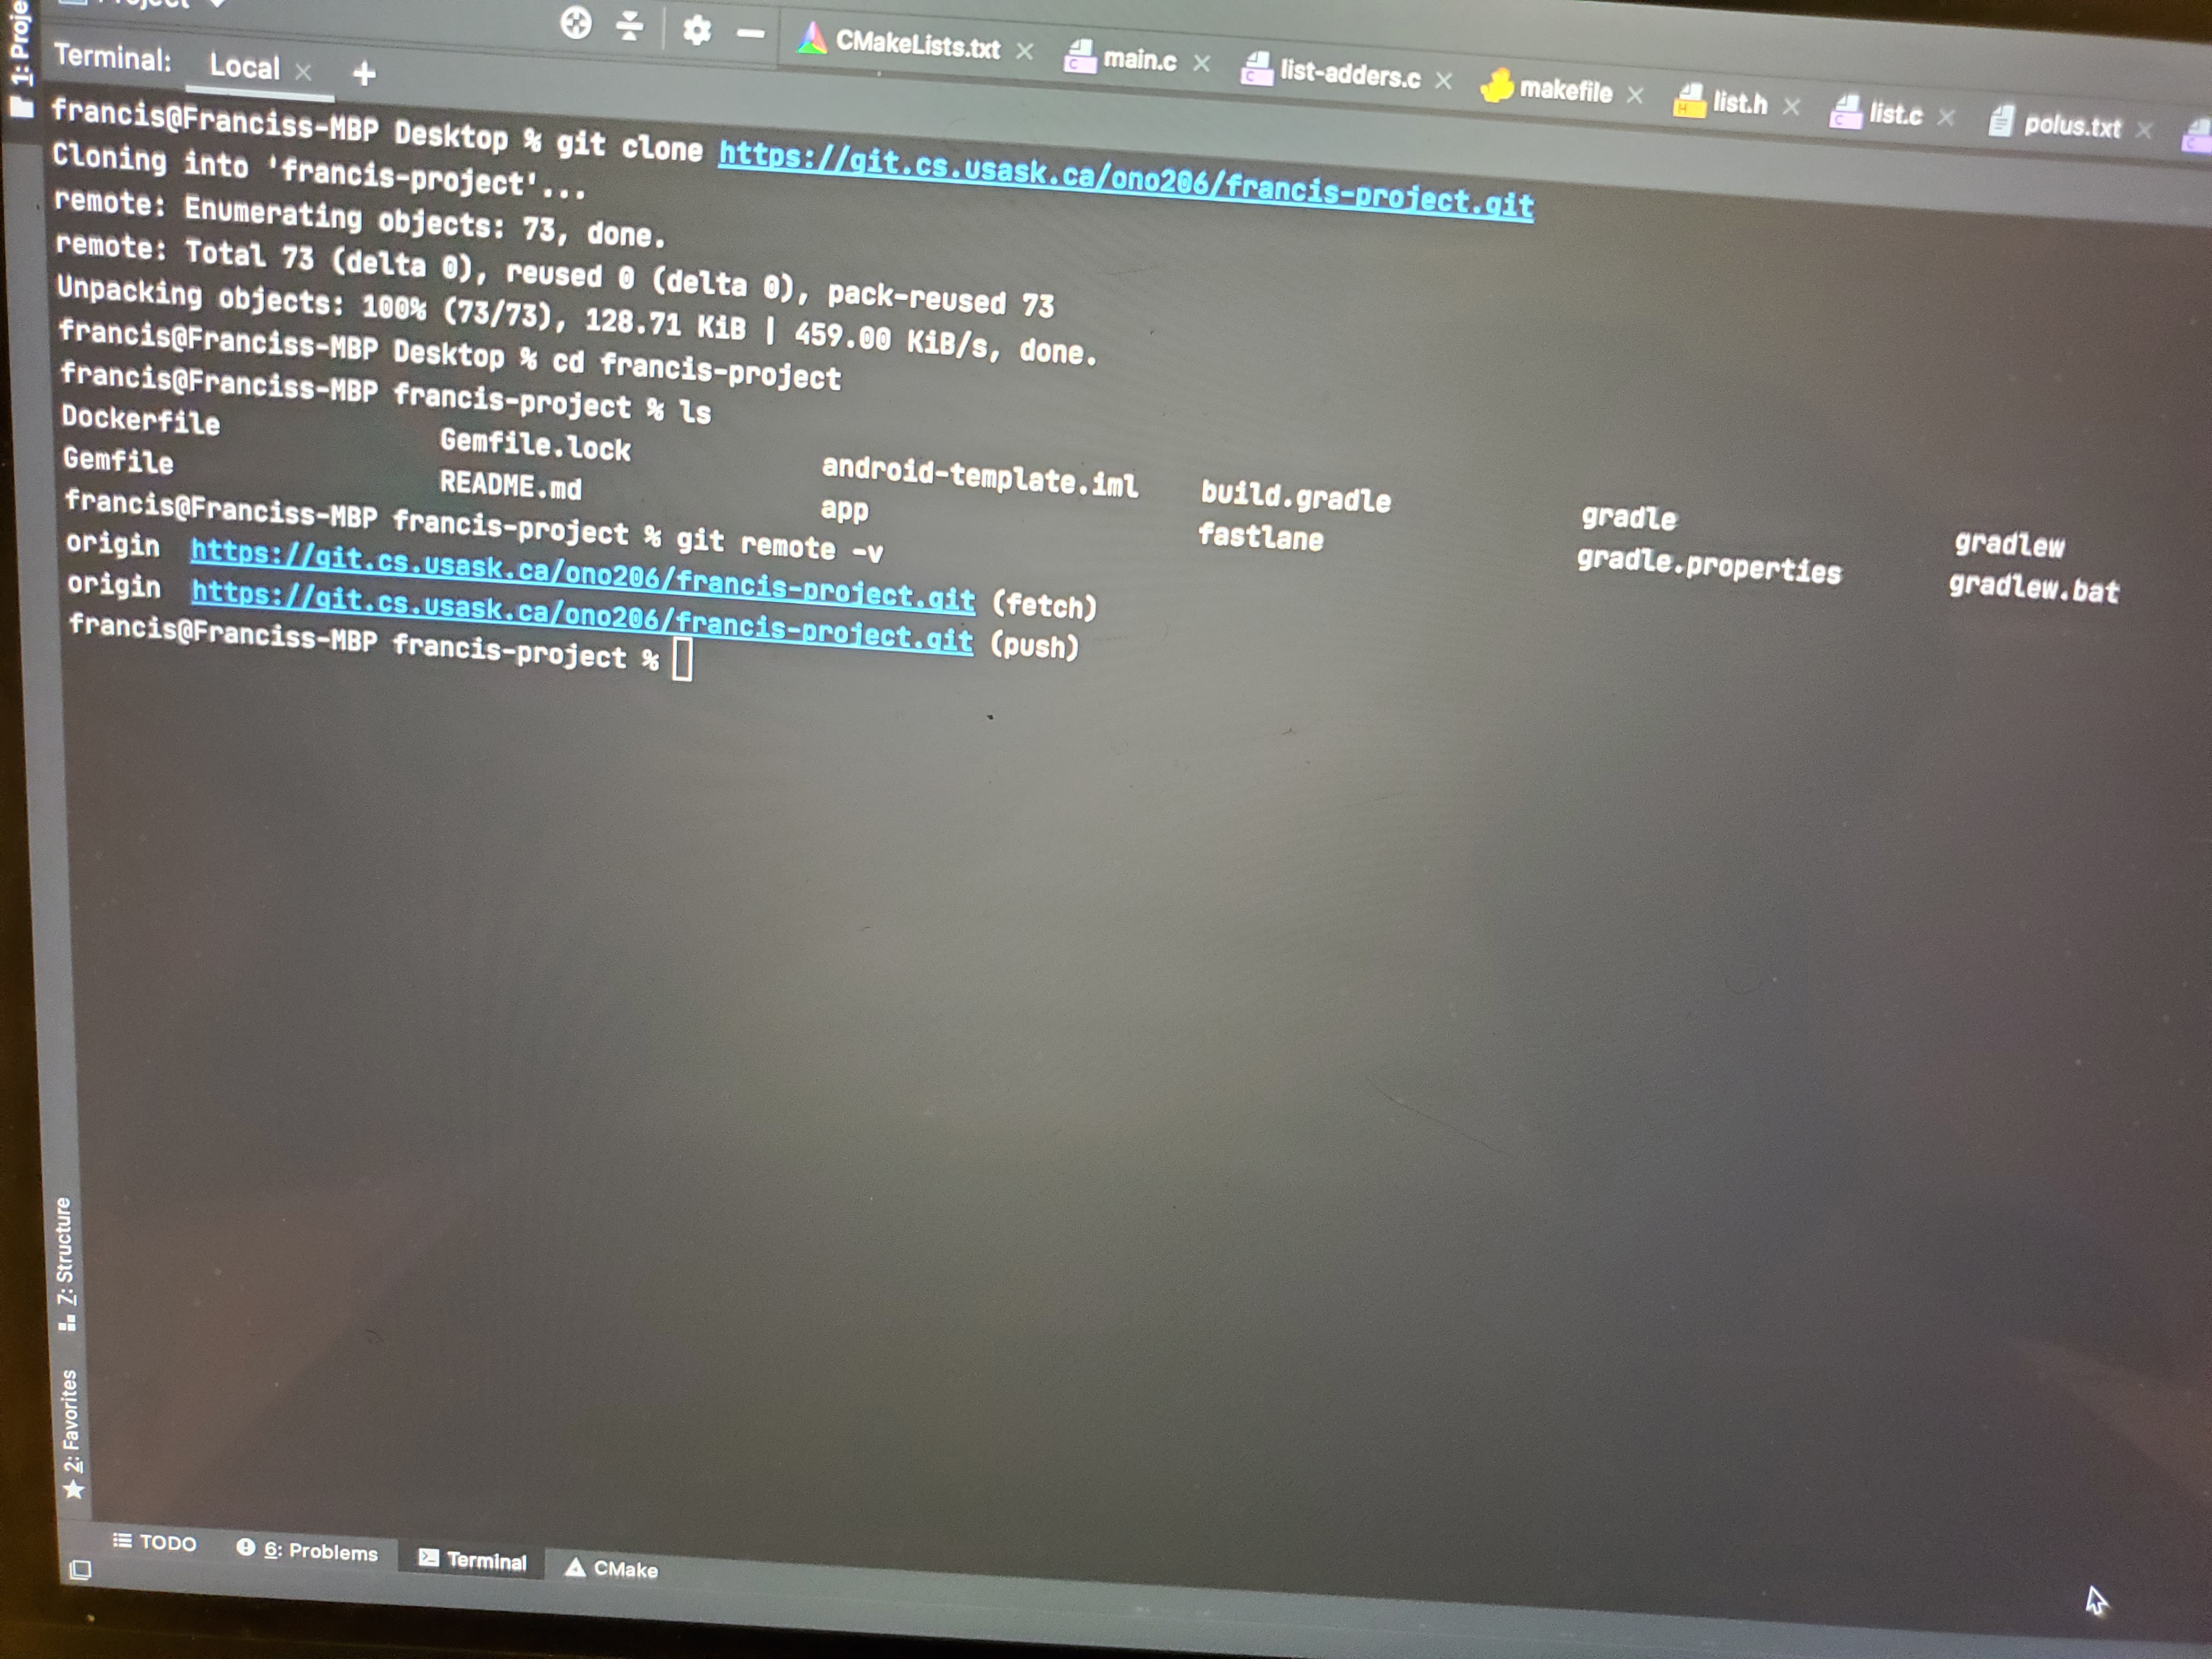 Terminal: Local × +
CMakeLists.txt × main.c × list-adders.c × makefile × list.h × list.c × polus.txt ×
francis@Franciss-MBP Desktop % git clone https://git.cs.usask.ca/ono206/francis-project.git
Cloning into 'francis-project'...
remote: Enumerating objects: 73, done.
remote: Total 73 (delta 0), reused 0 (delta 0), pack-reused 73
Unpacking objects: 100% (73/73), 128.71 KiB | 459.00 KiB/s, done.
francis@Franciss-MBP Desktop % cd francis-project
francis@Franciss-MBP francis-project % ls
Dockerfile Gemfile.lock android-template.iml build.gradle gradle gradlew
Gemfile README.md app fastlane gradle.properties gradlew.bat
francis@Franciss-MBP francis-project % git remote -v
origin https://git.cs.usask.ca/ono206/francis-project.git (fetch)
origin https://git.cs.usask.ca/ono206/francis-project.git (push)
francis@Franciss-MBP francis-project %
Z: Structure
2: Favorites
TODO 6: Problems Terminal CMake